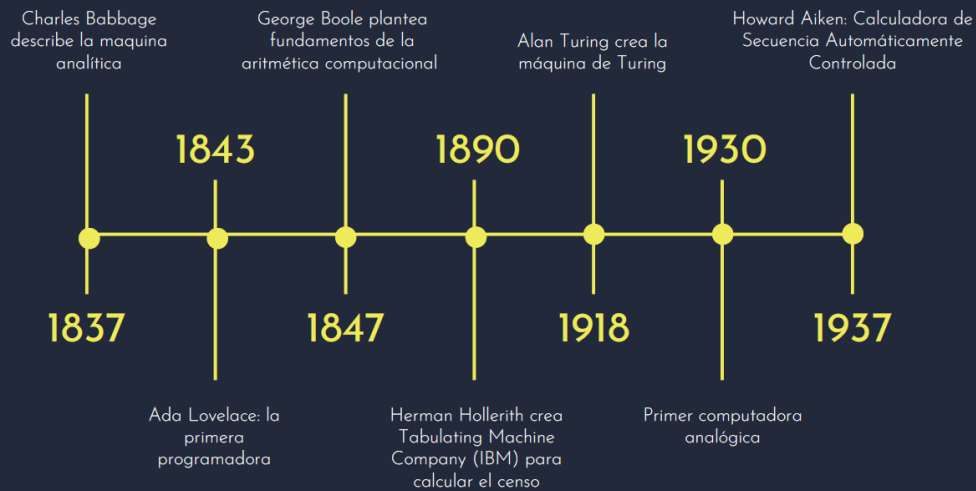 Charles Babbage
describe la maquina
analítica
1837
1843
Ada Lovelace: la
primera
programadora
George Boole plantea
fundamentos de la
aritmética computacional
1847
1890
Herman Hollerith crea
Tabulating Machine
Company (IBM) para
calcular el censo
Alan Turing crea la
máquina de Turing
1918
1930
Primer computadora
analógica
Howard Aiken: Calculadora de
Secuencia Automáticamente
Controlada
1937